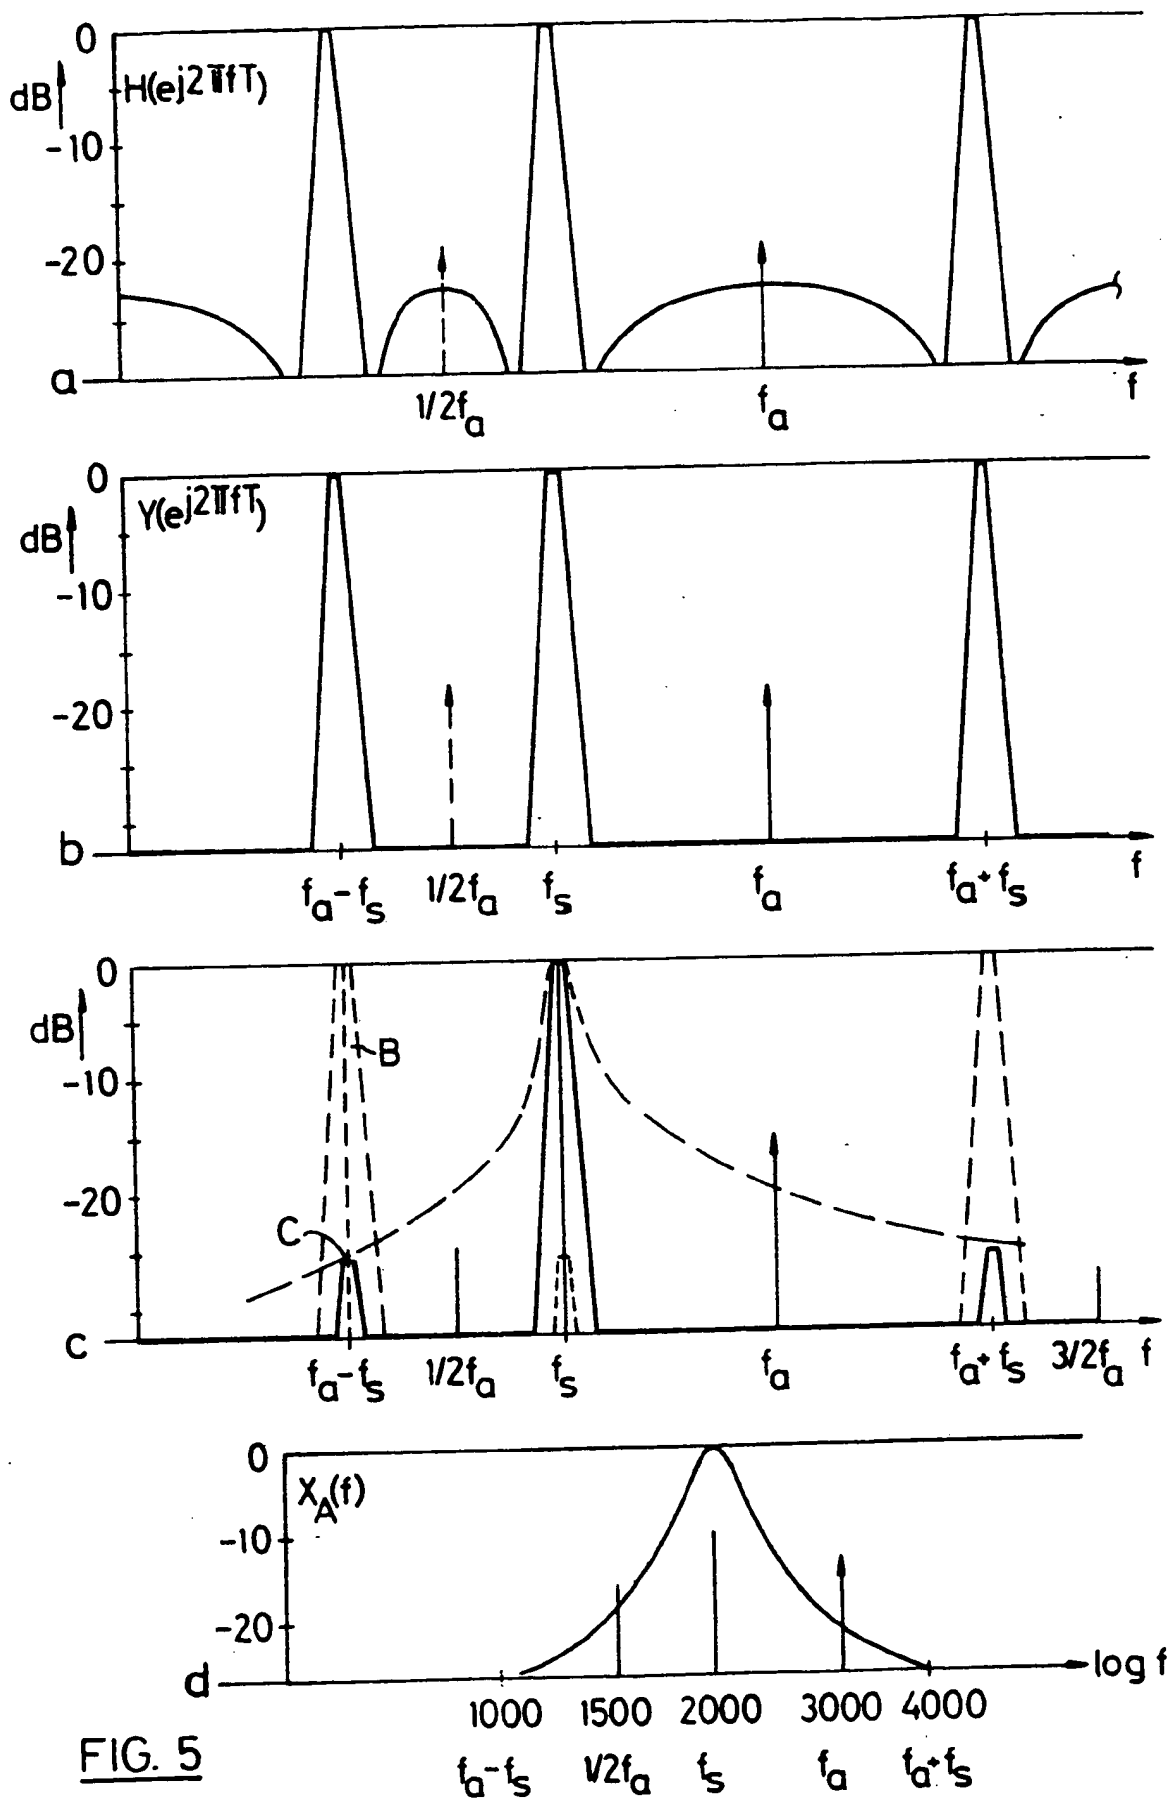 0
dB H(ej2πfT)
-10
-20
a
1/2fa fa f
0
dB Y(ej2πfT)
-10
-20
b
fa-fs 1/2fa fs fa fa+fs f
0
dB
B
-10
-20
C
c
fa-fs 1/2fa fs fa fa+fs 3/2fa f
0
XA(f)
-10
-20
d log f
1000 1500 2000 3000 4000
fa-fs 1/2fa fs fa fa+fs
FIG. 5